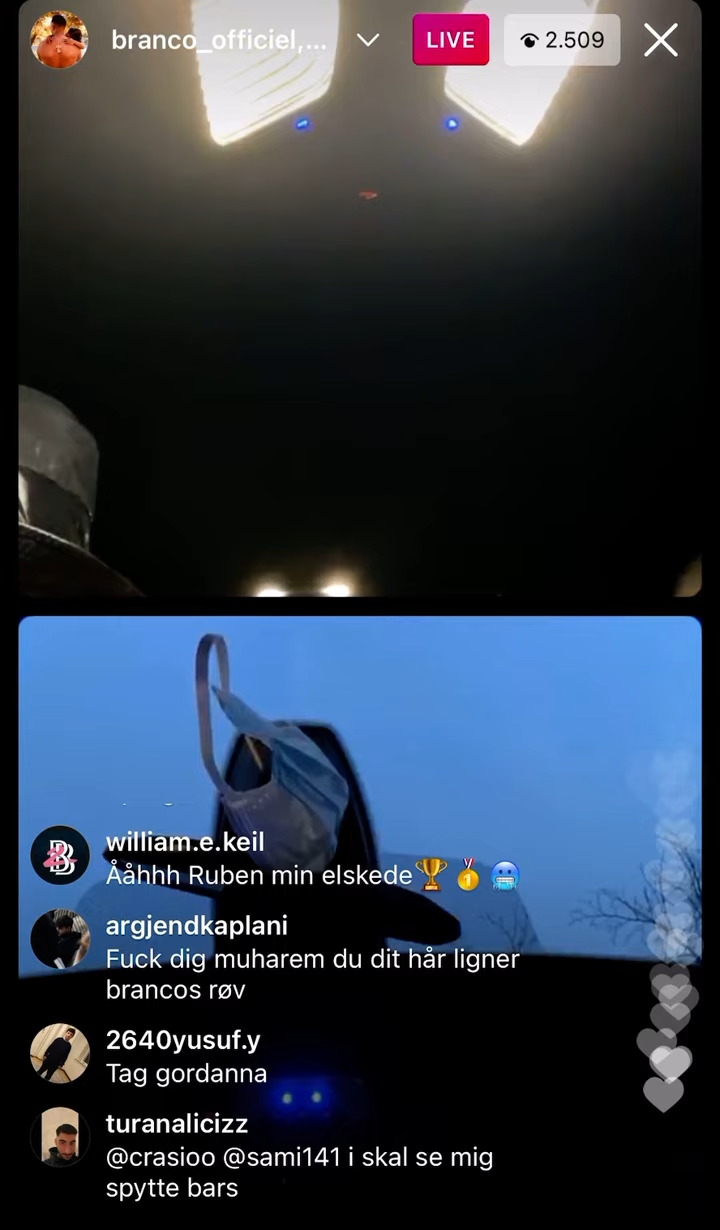 branco_officiel,...
LIVE
2.509
william.e.keil
Ååhhh Ruben min elskede🏆🥇🥶
argjendkaplani
Fuck dig muharem du dit hår ligner
brancos røv
2640yusuf.y
Tag gordanna
turanalicizz
@crasioo @sami141 i skal se mig
spytte bars